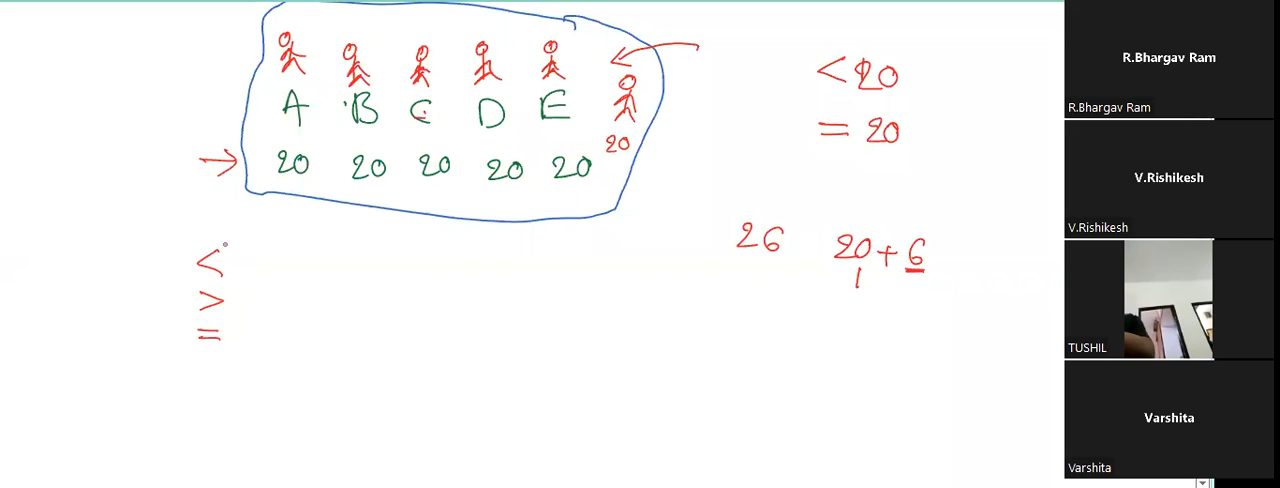 A B C D E
20 20 20 20 20
20
< 20
= 20
26 20 + 6
1
<
>
=
R.Bhargav Ram
R.Bhargav Ram
V.Rishikesh
V.Rishikesh
TUSHIL
Varshita
Varshita